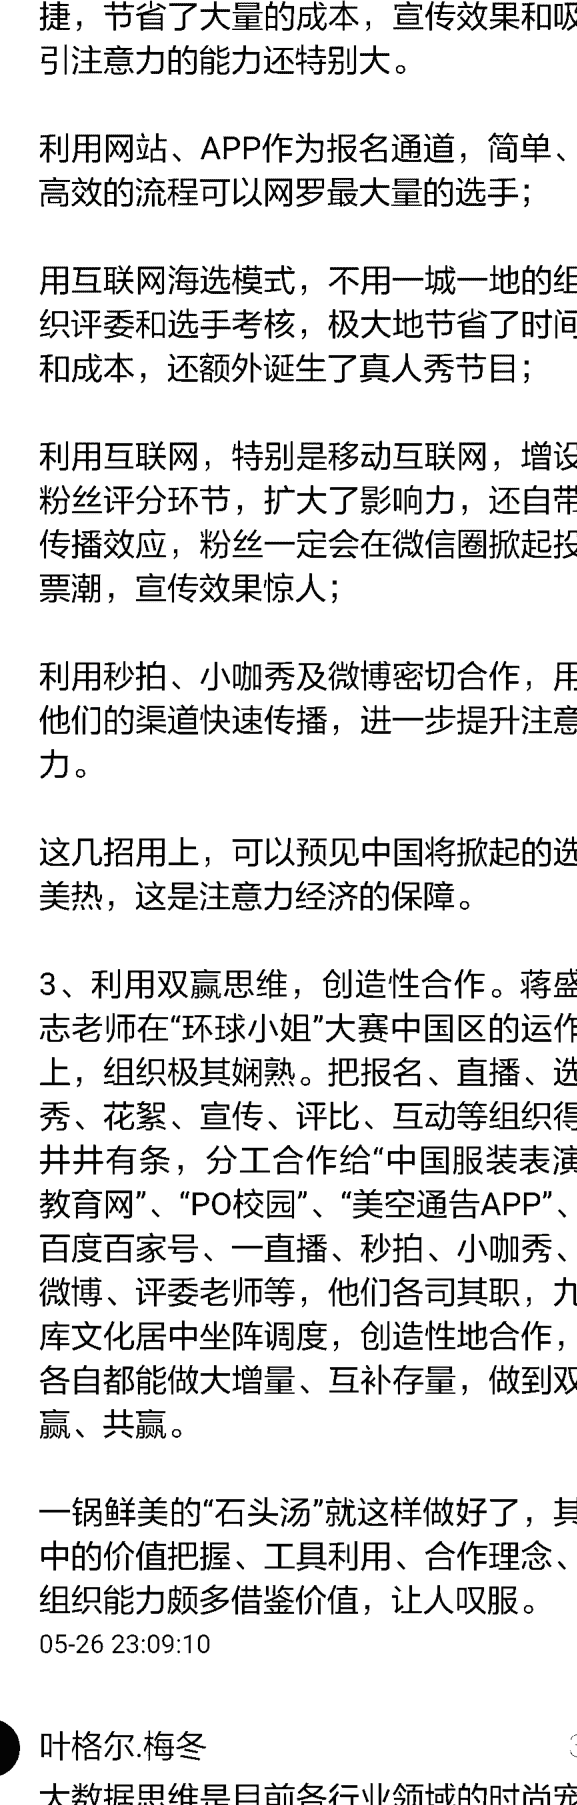 捷，节省了大量的成本，宣传效果和吸
引注意力的能力还特别大。
利用网站、APP作为报名通道，简单、
高效的流程可以网罗最大量的选手；
用互联网海选模式，不用一城一地的组
织评委和选手考核，极大地节省了时间
和成本，还额外诞生了真人秀节目；
利用互联网，特别是移动互联网，增设
粉丝评分环节，扩大了影响力，还自带
传播效应，粉丝一定会在微信圈掀起投
票潮，宣传效果惊人；
利用秒拍、小咖秀及微博密切合作，用
他们的渠道快速传播，进一步提升注意
力。
这几招用上，可以预见中国将掀起的选
美热，这是注意力经济的保障。
3、利用双赢思维，创造性合作。蒋盛
志老师在“环球小姐”大赛中国区的运作
上，组织极其娴熟。把报名、直播、选
秀、花絮、宣传、评比、互动等组织得
井井有条，分工合作给“中国服装表演
教育网”、“PO校园”、“美空通告APP”、
百度百家号、一直播、秒拍、小咖秀、
微博、评委老师等，他们各司其职，九
库文化居中坐阵调度，创造性地合作，
各自都能做大增量、互补存量，做到双
赢、共赢。
一锅鲜美的“石头汤”就这样做好了，其
中的价值把握、工具利用、合作理念、
组织能力颇多借鉴价值，让人叹服。
05-26 23:09:10
叶格尔.梅冬
大数据思维是目前各行业领域的时尚宠